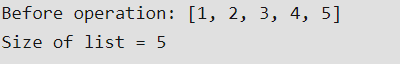 Before operation: [1, 2, 3, 4, 5]
Size of list = 5